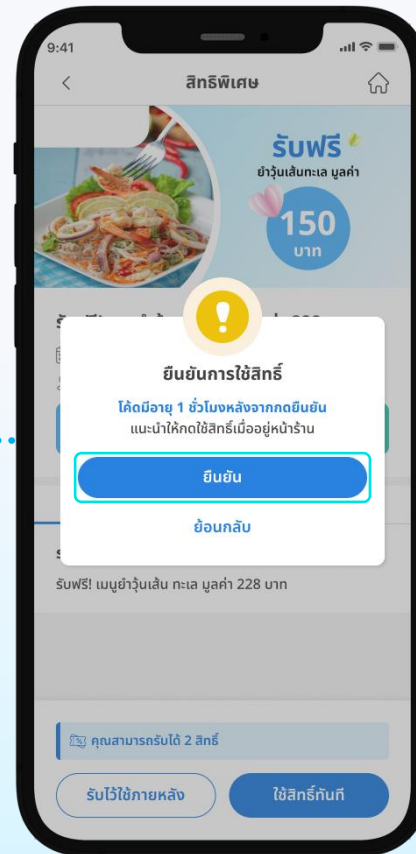 9:41
สิทธิพิเศษ
รับฟรี
ยำวุ้นเส้นทะเล มูลค่า
150
บาท
ยืนยันการใช้สิทธิ์
โค้ดมีอายุ 1 ชั่วโมงหลังจากกดยืนยัน
แนะนำให้กดใช้สิทธิ์เมื่ออยู่หน้าร้าน
ยืนยัน
ย้อนกลับ
รับฟรี! เมนูยำวุ้นเส้น ทะเล มูลค่า 228 บาท
คุณสามารถรับได้ 2 สิทธิ์
รับไว้ใช้ภายหลัง
ใช้สิทธิ์ทันที